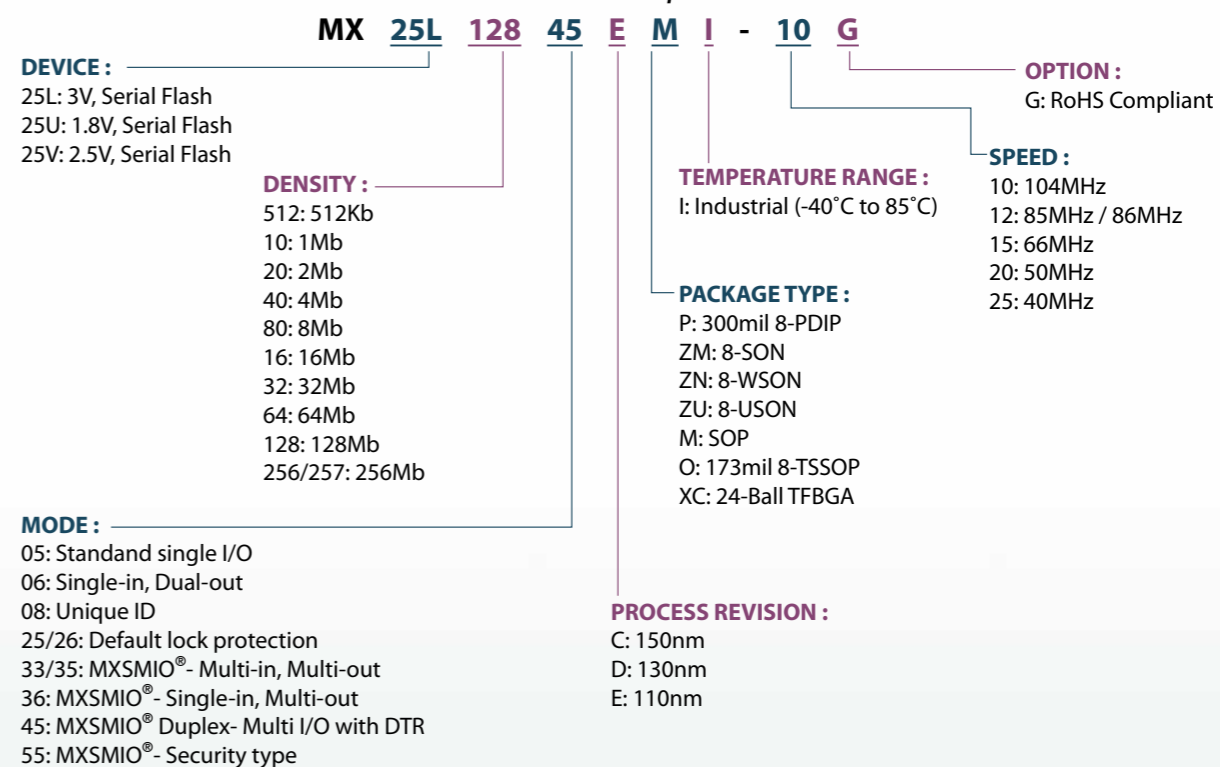 MX 25L 128 45 E M I - 10 G
DEVICE :
25L: 3V, Serial Flash
25U: 1.8V, Serial Flash
25V: 2.5V, Serial Flash
DENSITY :
512: 512Kb
10: 1Mb
20: 2Mb
40: 4Mb
80: 8Mb
16: 16Mb
32: 32Mb
64: 64Mb
128: 128Mb
256/257: 256Mb
MODE :
05: Standand single I/O
06: Single-in, Dual-out
08: Unique ID
25/26: Default lock protection
33/35: MXSMIO®- Multi-in, Multi-out
36: MXSMIO®- Single-in, Multi-out
45: MXSMIO® Duplex- Multi I/O with DTR
55: MXSMIO®- Security type
PROCESS REVISION :
C: 150nm
D: 130nm
E: 110nm
PACKAGE TYPE :
P: 300mil 8-PDIP
ZM: 8-SON
ZN: 8-WSON
ZU: 8-USON
M: SOP
O: 173mil 8-TSSOP
XC: 24-Ball TFBGA
TEMPERATURE RANGE :
I: Industrial (-40˚C to 85˚C)
SPEED :
10: 104MHz
12: 85MHz / 86MHz
15: 66MHz
20: 50MHz
25: 40MHz
OPTION :
G: RoHS Compliant